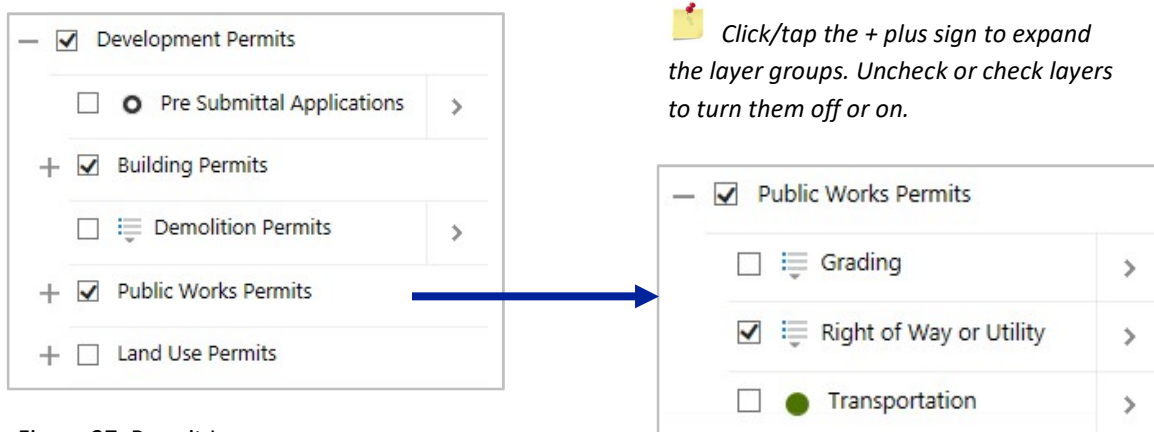 Development Permits
Pre Submittal Applications
Building Permits
Demolition Permits
Public Works Permits
Land Use Permits
Click/tap the + plus sign to expand
the layer groups. Uncheck or check layers
to turn them off or on.
Public Works Permits
Grading
Right of Way or Utility
Transportation